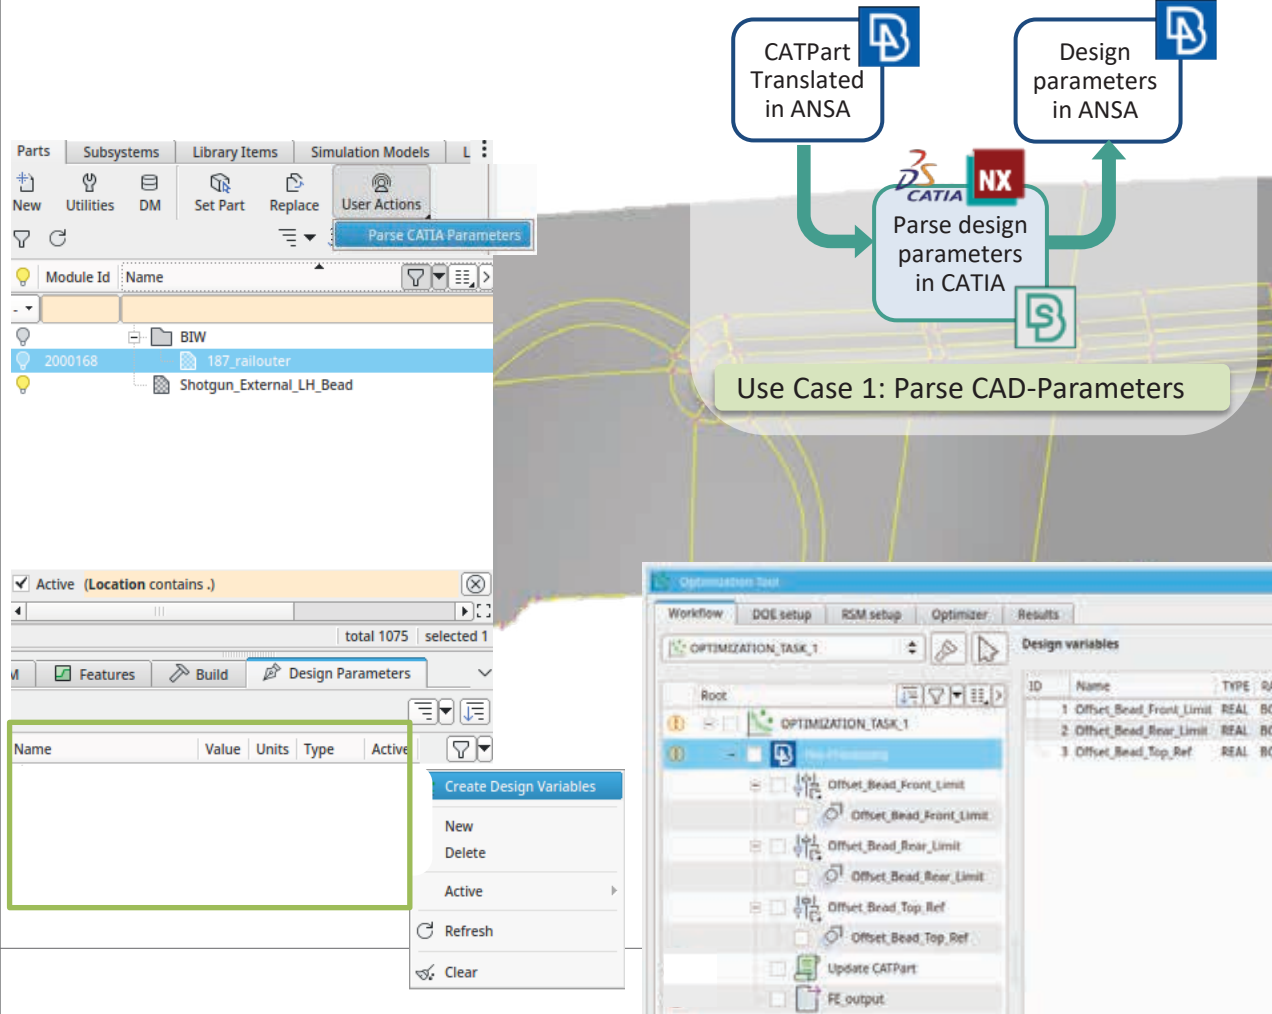 CATPart
Translated
in ANSA
Design
parameters
in ANSA
CATIA
NX
Parse design
parameters
in CATIA
Use Case 1: Parse CAD-Parameters
Parts Subsystems Library Items Simulation Models L
New Utilities DM Set Part Replace User Actions
Parse CATIA Parameters
Module Id Name
BIW
2000168 187_railouter
Shotgun_External_LH_Bead
Active (Location contains .)
total 1075 selected 1
Features Build Design Parameters
Name Value Units Type Active
Create Design Variables
New
Delete
Active
Refresh
Clear
Optimization Tool
Workflow DOE setup RSM setup Optimizer Results
OPTIMIZATION_TASK_1
Design variables
Root
ID Name TYPE RA
1 Offset_Bead_Front_Limit REAL BO
2 Offset_Bead_Rear_Limit REAL BO
3 Offset_Bead_Top_Ref REAL BO
OPTIMIZATION_TASK_1
Offset_Bead_Front_Limit
Offset_Bead_Front_Limit
Offset_Bead_Rear_Limit
Offset_Bead_Rear_Limit
Offset_Bead_Top_Ref
Offset_Bead_Top_Ref
Update CATPart
FE_output